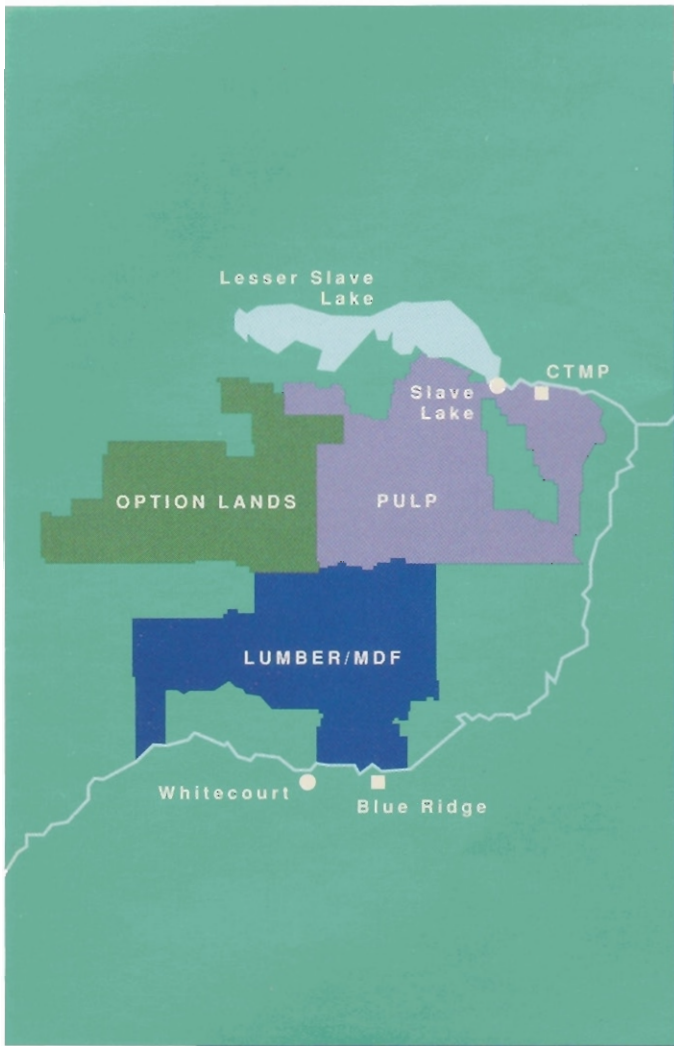 Lesser Slave
Lake
CTMP
Slave
Lake
OPTION LANDS
PULP
LUMBER/MDF
Whitecourt
Blue Ridge